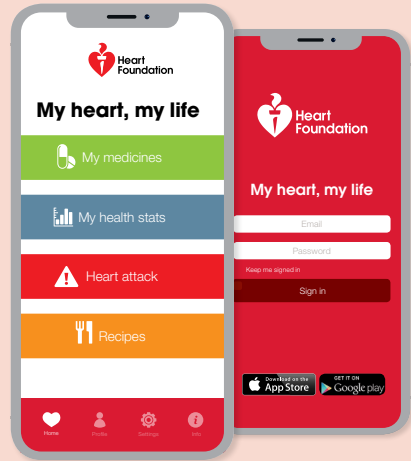 Heart
Foundation
My heart, my life
My medicines
My health stats
Heart attack
Recipes
Home
Profile
Settings
Info
Heart
Foundation
My heart, my life
Email
Password
Keep me signed in
Sign in
Download on the
App Store
GET IT ON
Google play